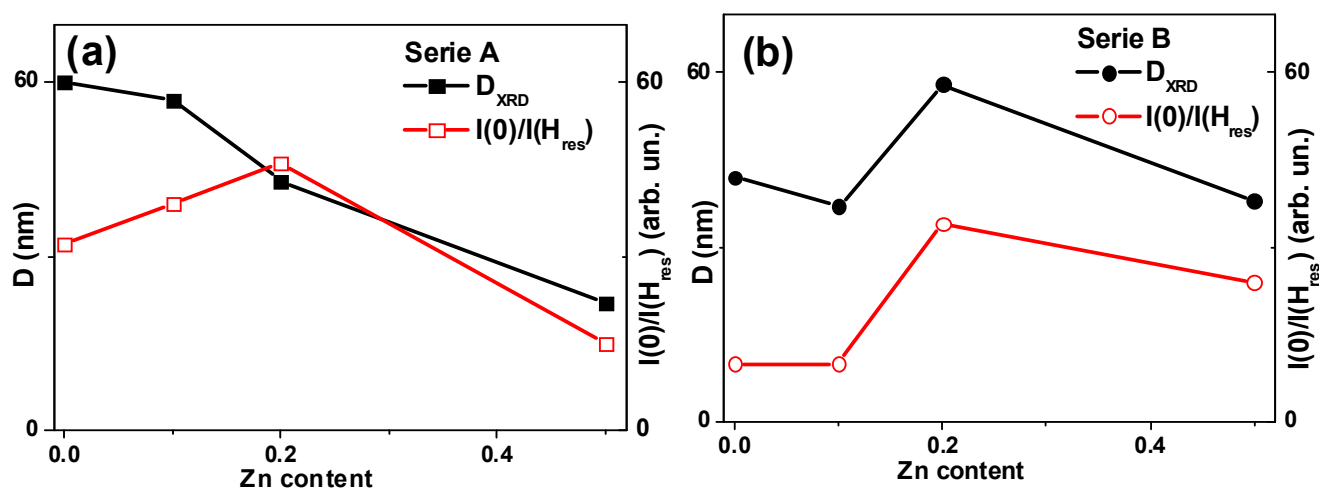 (a)
Serie A
D_XRD
I(0)/I(H_res)
60
0
D (nm)
60
0
I(0)/I(H_res) (arb. un.)
0.0
0.2
0.4
Zn content
(b)
Serie B
D_XRD
I(0)/I(H_res)
60
0
D (nm)
60
0
I(0)/I(H_res) (arb. un.)
0.0
0.2
0.4
Zn content